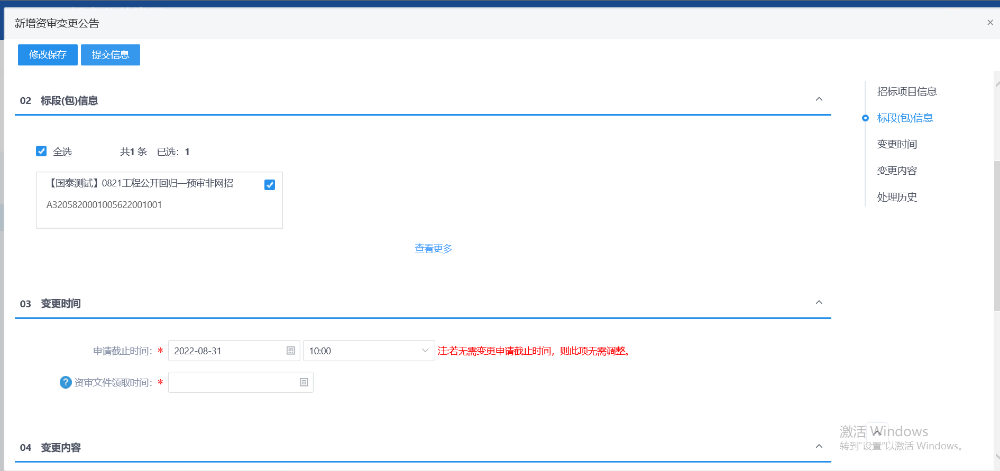 新增资审变更公告
×
修改保存 提交信息
02 标段(包)信息
全选 共1 条 已选：1
【国泰测试】0821工程公开回归—预审非网招
A3205820001005622001001
查看更多
03 变更时间
申请截止时间：* 2022-08-31 10:00 注:若无需变更申请截止时间，则此项无需调整。
? 资审文件领取时间：*
04 变更内容
招标项目信息
标段(包)信息
变更时间
变更内容
处理历史
激活 Windows
转到“设置”以激活 Windows。